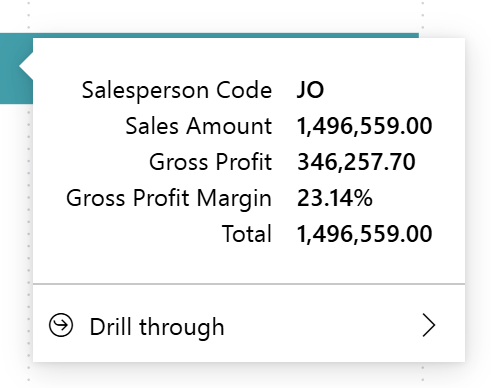 Salesperson Code JO
Sales Amount 1,496,559.00
Gross Profit 346,257.70
Gross Profit Margin 23.14%
Total 1,496,559.00
Drill through